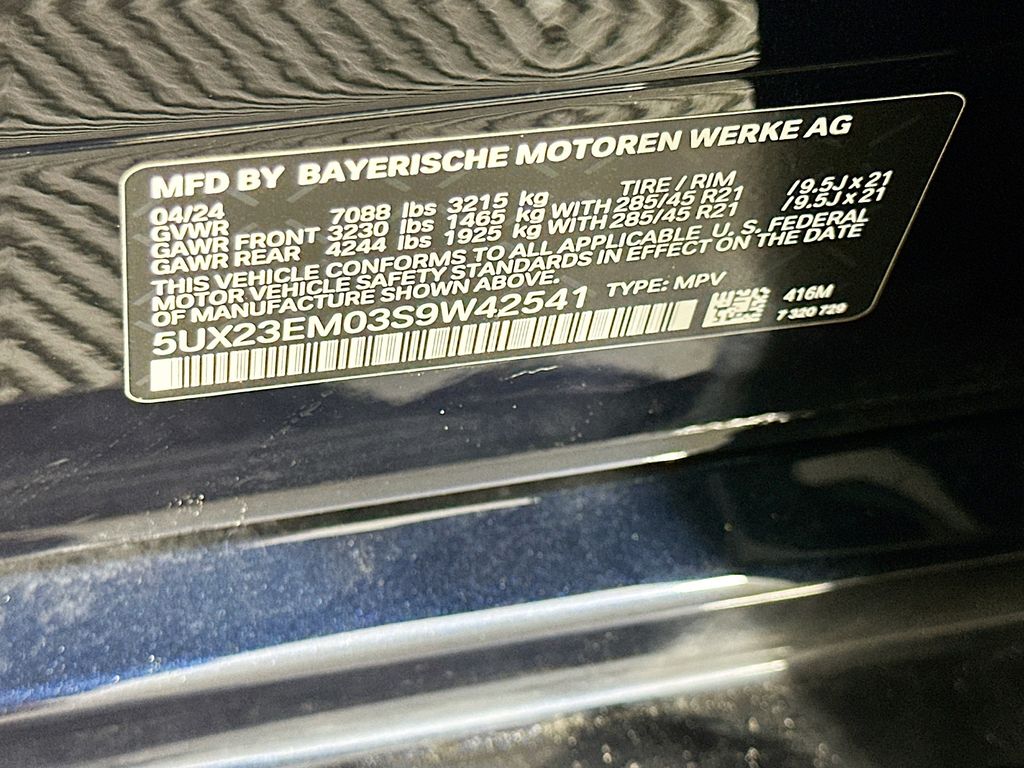 MFD BY BAYERISCHE MOTOREN WERKE AG
04/24 TIRE / RIM
GVWR 7088 lbs 3215 kg
GAWR FRONT 3230 lbs 1465 kg WITH 285/45 R21 / 9.5J x 21
GAWR REAR 4244 lbs 1925 kg WITH 285/45 R21 / 9.5J x 21
THIS VEHICLE CONFORMS TO ALL APPLICABLE U. S. FEDERAL
MOTOR VEHICLE SAFETY STANDARDS IN EFFECT ON THE DATE
OF MANUFACTURE SHOWN ABOVE.
5UX23EM03S9W42541 TYPE: MPV
416M
7 320 729